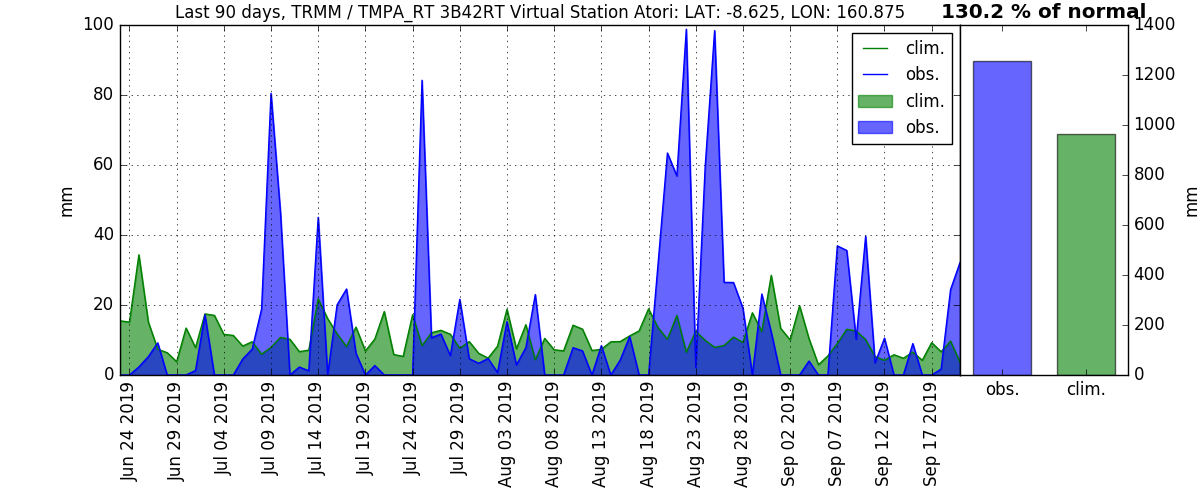 Last 90 days, TRMM / TMPA_RT 3B42RT Virtual Station Atori: LAT: -8.625, LON: 160.875
130.2 % of normal
100
80
60
40
20
0
mm
clim.
obs.
clim.
obs.
1400
1200
1000
800
600
400
200
0
mm
obs.
clim.
Jun 24 2019
Jun 29 2019
Jul 04 2019
Jul 09 2019
Jul 14 2019
Jul 19 2019
Jul 24 2019
Jul 29 2019
Aug 03 2019
Aug 08 2019
Aug 13 2019
Aug 18 2019
Aug 23 2019
Aug 28 2019
Sep 02 2019
Sep 07 2019
Sep 12 2019
Sep 17 2019